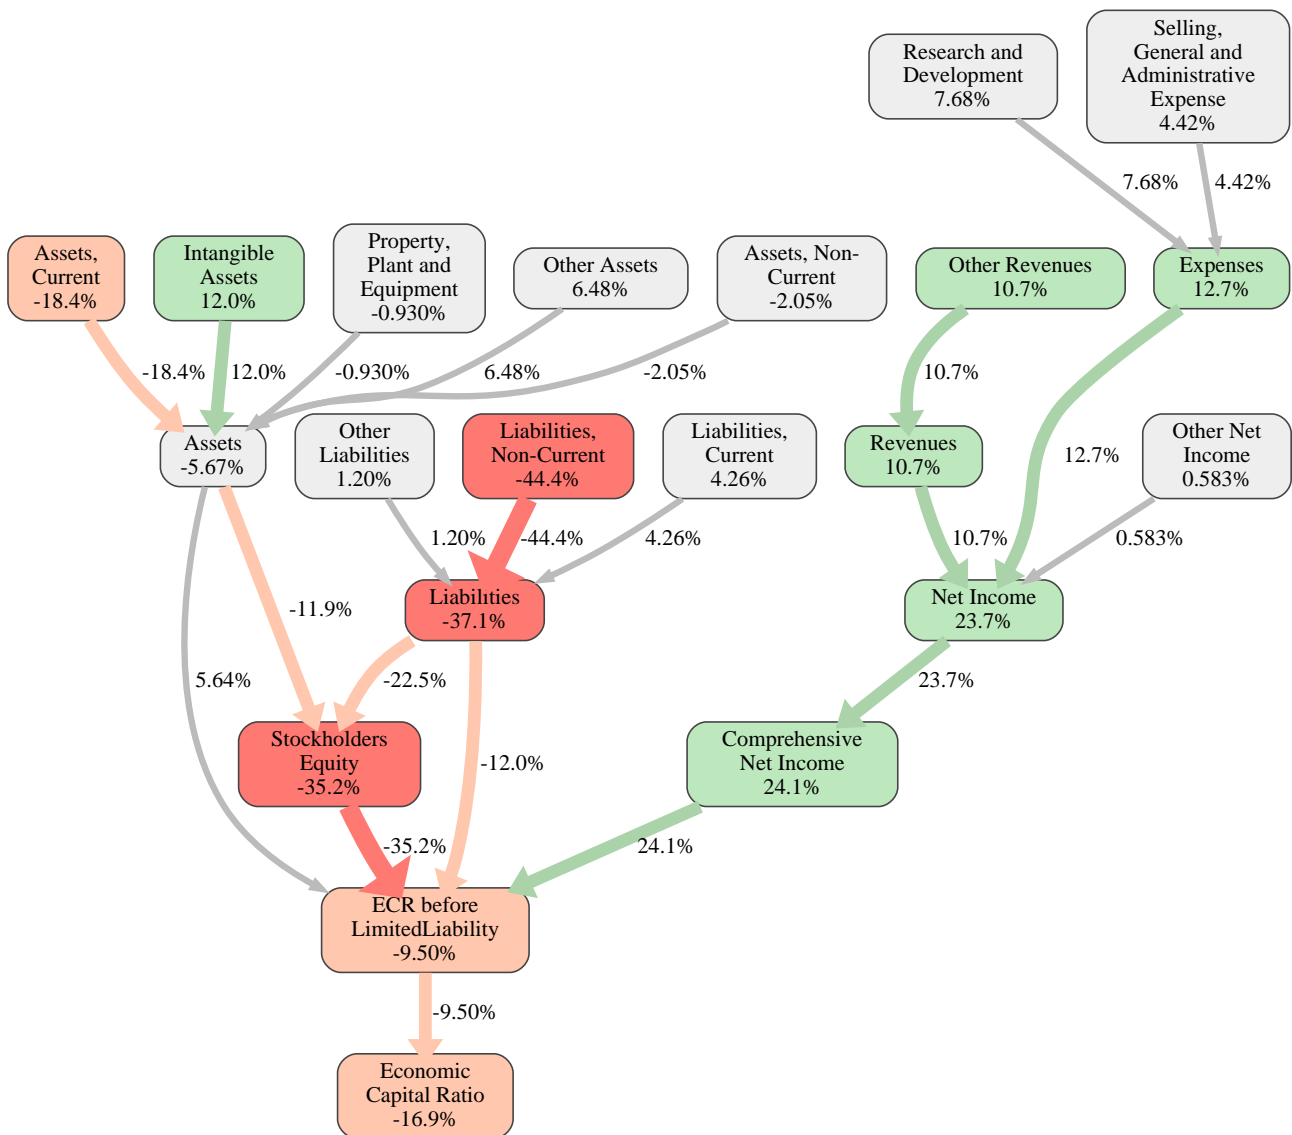 Selling,
General and
Administrative
Expense
4.42%
Research and
Development
7.68%
7.68%
4.42%
Assets,
Current
-18.4%
Intangible
Assets
12.0%
Property,
Plant and
Equipment
-0.930%
Other Assets
6.48%
Assets, Non-
Current
-2.05%
Other Revenues
10.7%
Expenses
12.7%
-18.4%
12.0%
-0.930%
6.48%
-2.05%
10.7%
Assets
-5.67%
Other
Liabilities
1.20%
Liabilities,
Non-Current
-44.4%
Liabilities,
Current
4.26%
Revenues
10.7%
12.7%
Other Net
Income
0.583%
1.20%
-44.4%
4.26%
10.7%
0.583%
-11.9%
Liabilities
-37.1%
Net Income
23.7%
5.64%
-22.5%
23.7%
Stockholders
Equity
-35.2%
-12.0%
Comprehensive
Net Income
24.1%
-35.2%
24.1%
ECR before
LimitedLiability
-9.50%
-9.50%
Economic
Capital Ratio
-16.9%